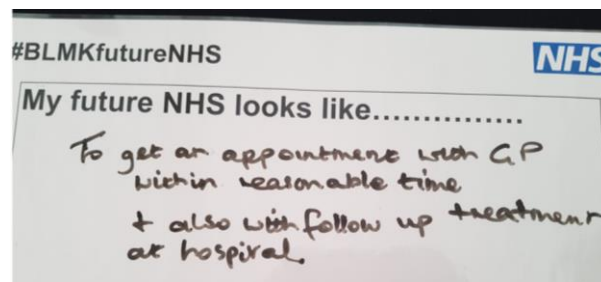 #BLMKfutureNHS
NHS
My future NHS looks like...............
To get an appointment with GP
within reasonable time
+ also with follow up treatment
at hospital.